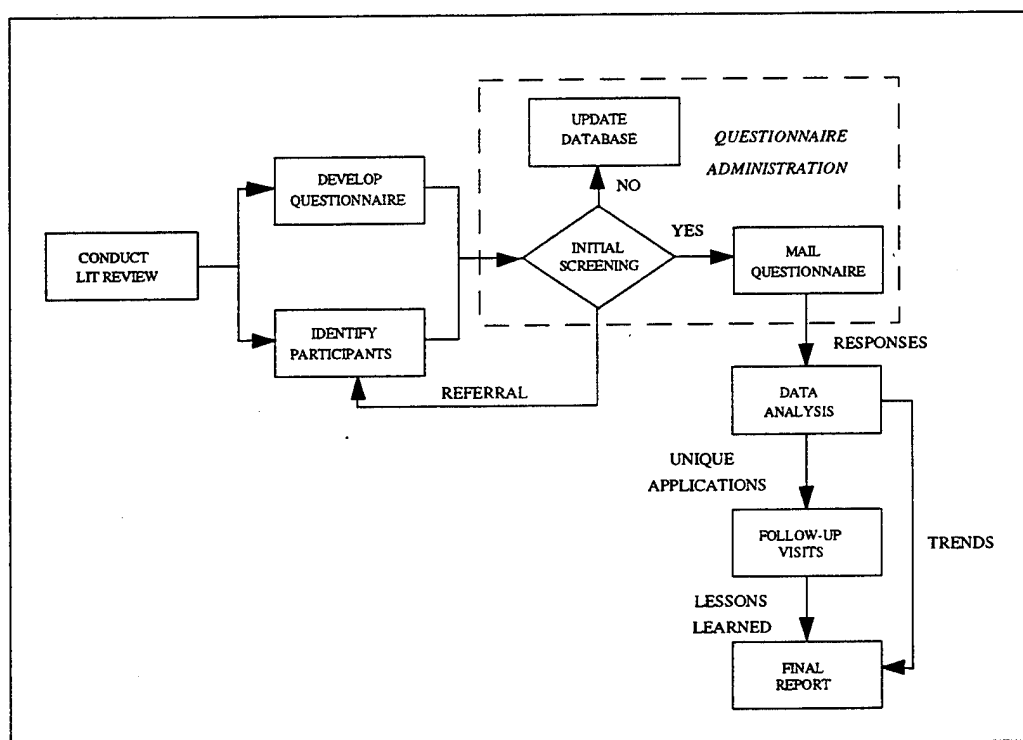 UPDATE
DATABASE
QUESTIONNAIRE
ADMINISTRATION
DEVELOP
QUESTIONNAIRE
NO
CONDUCT
LIT REVIEW
INITIAL
SCREENING
YES
MAIL
QUESTIONNAIRE
IDENTIFY
PARTICIPANTS
REFERRAL
RESPONSES
DATA
ANALYSIS
UNIQUE
APPLICATIONS
FOLLOW-UP
VISITS
TRENDS
LESSONS
LEARNED
FINAL
REPORT